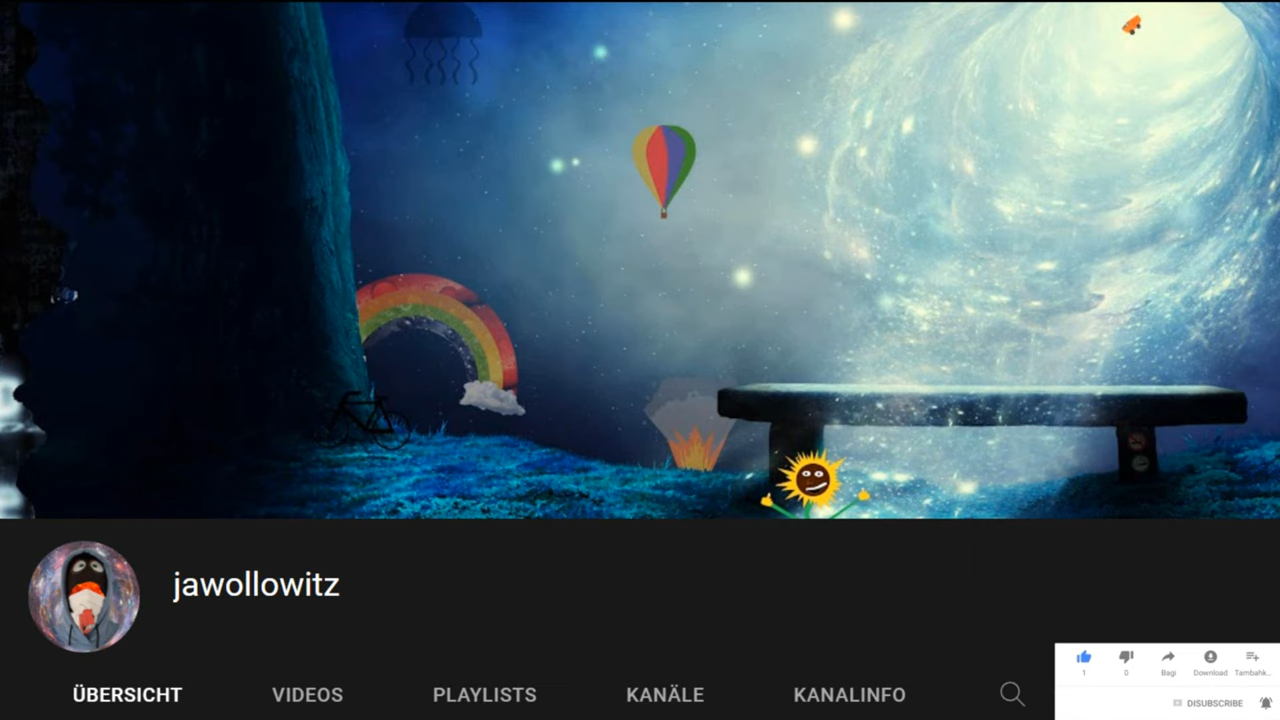 jawollowitz
ÜBERSICHT VIDEOS PLAYLISTS KANÄLE KANALINFO
1 0 Bagi Download Tambahk...
DISUBSCRIBE